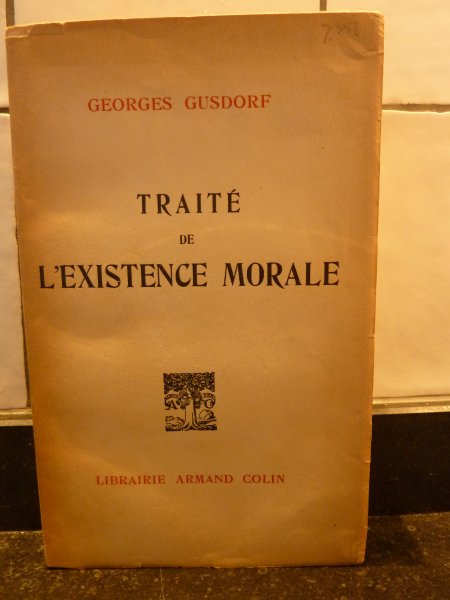 GEORGES GUSDORF
TRAITÉ
DE
L'EXISTENCE MORALE
LIBRAIRIE ARMAND COLIN